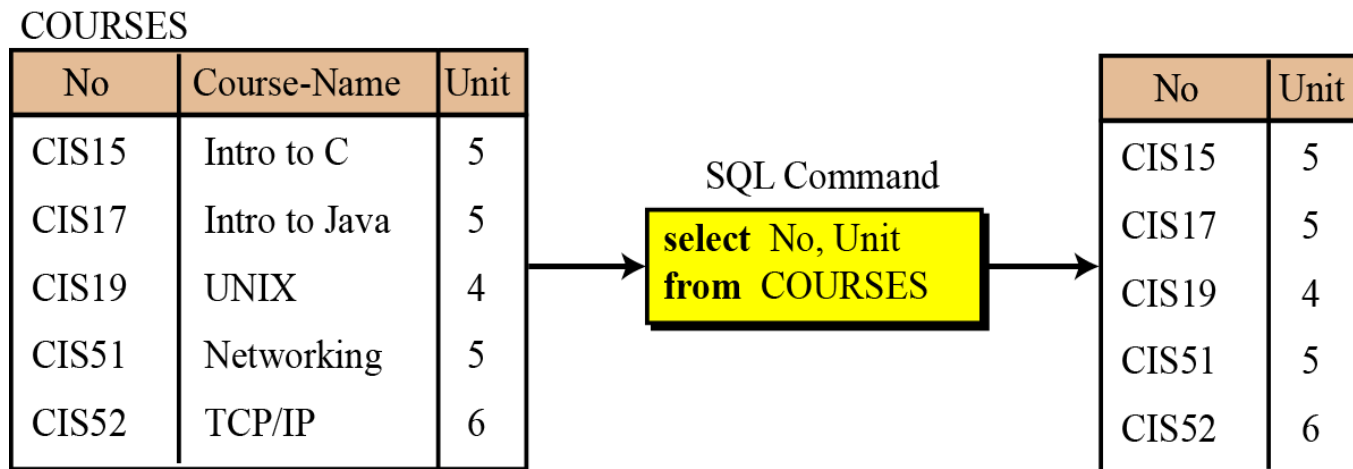 COURSES
No Course-Name Unit
CIS15 Intro to C 5
CIS17 Intro to Java 5
CIS19 UNIX 4
CIS51 Networking 5
CIS52 TCP/IP 6
SQL Command
select No, Unit
from COURSES
No Unit
CIS15 5
CIS17 5
CIS19 4
CIS51 5
CIS52 6